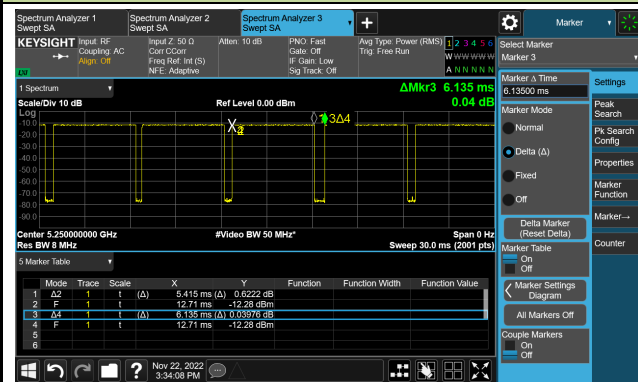 Spectrum Analyzer 1
Swept SA
Spectrum Analyzer 2
Swept SA
Spectrum Analyzer 3
Swept SA
Marker
KEYSIGHT
LXI
Input: RF
Coupling: AC
Align: Off
Input Z: 50 Ω
Corr CCorr
Freq Ref: Int (S)
NFE: Adaptive
Atten: 10 dB
PNO: Fast
Gate: Off
IF Gain: Low
Sig Track: Off
Avg Type: Power (RMS)
Trig: Free Run
1 2 3 4 5 6
W W W W W W
A N N N N N
Select Marker
Marker 3
1 Spectrum
Scale/Div 10 dB
Ref Level 0.00 dBm
ΔMkr3 6.135 ms
0.04 dB
Log
-10.0
-20.0
-30.0
-40.0
-50.0
-60.0
-70.0
-80.0
-90.0
3Δ4
Center 5.250000000 GHz
Res BW 8 MHz
#Video BW 50 MHz*
Span 0 Hz
Sweep 30.0 ms (2001 pts)
Marker Δ Time
6.13500 ms
Marker Mode
Normal
Delta (Δ)
Fixed
Off
Delta Marker
(Reset Delta)
Marker Table
On
Off
Marker Settings
Diagram
All Markers Off
Couple Markers
On
Off
Settings
Peak
Search
Pk Search
Config
Properties
Marker
Function
Marker→
Counter
5 Marker Table
Mode Trace Scale X Y Function Function Width Function Value
1 Δ2 1 t (Δ) 5.415 ms (Δ) 0.6222 dB
2 F 1 t 12.71 ms -12.28 dBm
3 Δ4 1 t (Δ) 6.135 ms (Δ) 0.03976 dB
4 F 1 t 12.71 ms -12.28 dBm
5
6
Nov 22, 2022
3:34:08 PM